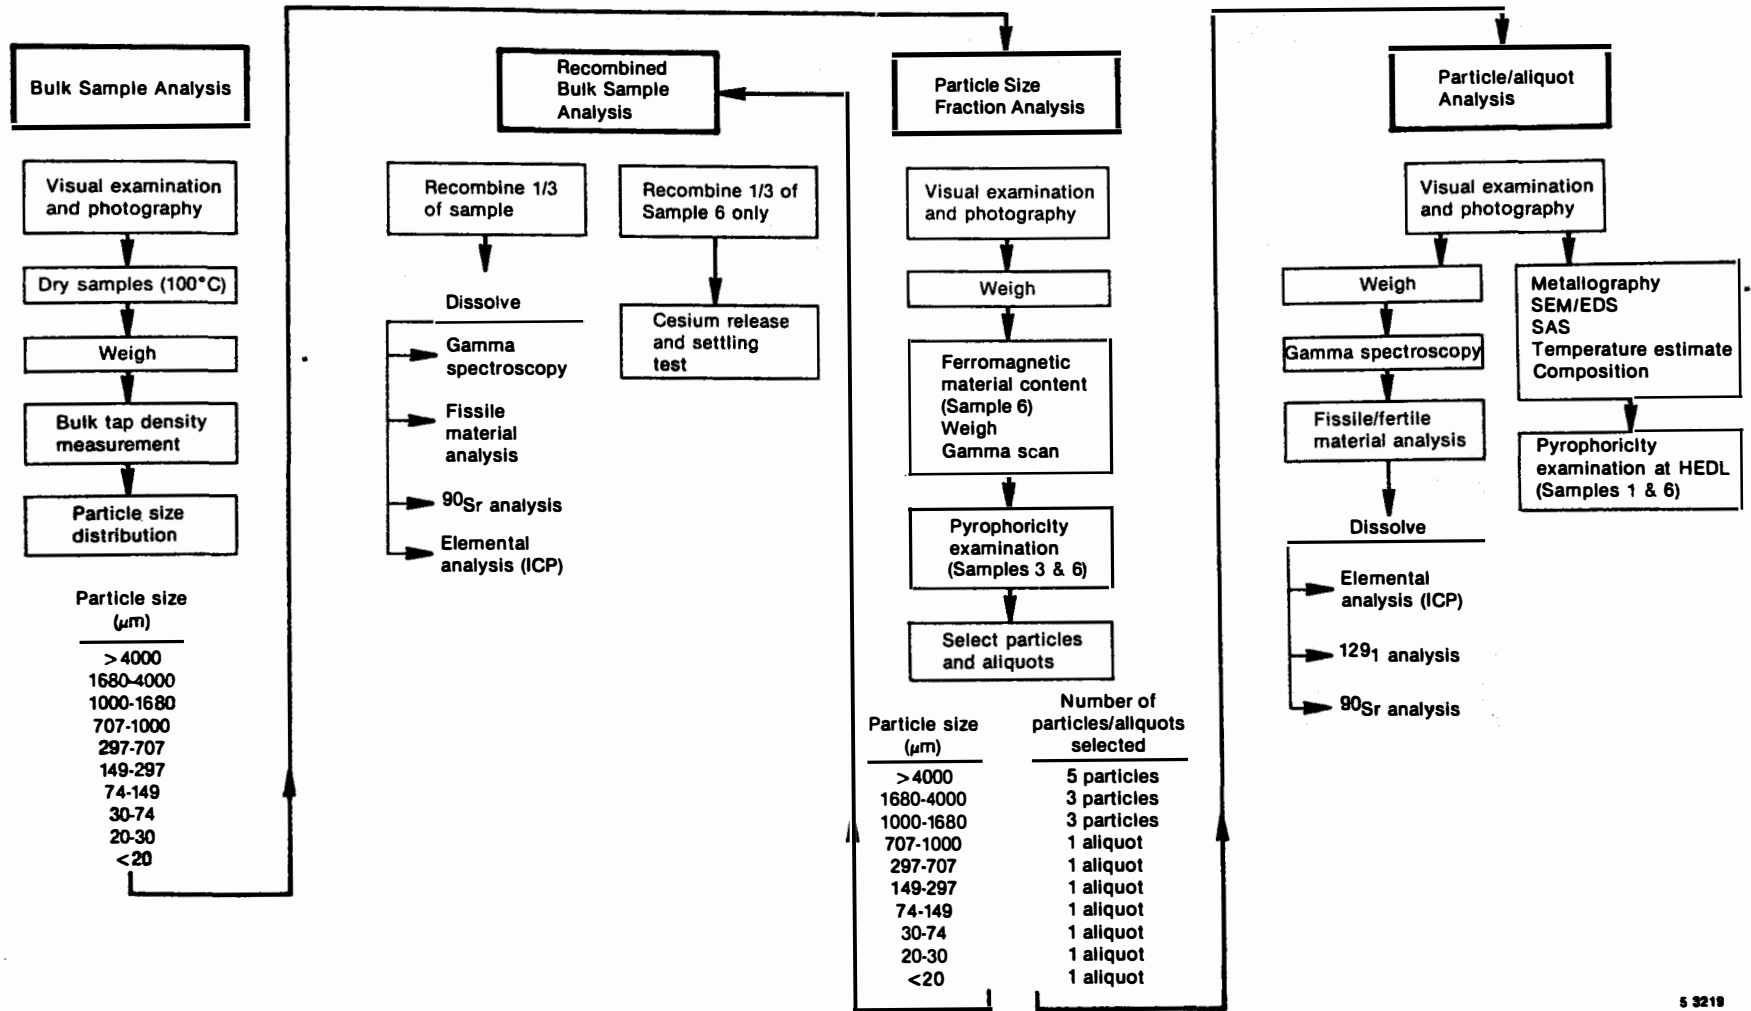 Bulk Sample Analysis
Visual examination
and photography
Dry samples (100°C)
Weigh
Bulk tap density
measurement
Particle size
distribution
Particle size
(μm)
>4000
1680-4000
1000-1680
707-1000
297-707
149-297
74-149
30-74
20-30
<20
Recombined
Bulk Sample
Analysis
Recombine 1/3
of sample
Dissolve
Gamma
spectroscopy
Fissile
material
analysis
90Sr analysis
Elemental
analysis (ICP)
Recombine 1/3 of
Sample 6 only
Cesium release
and settling
test
Particle Size
Fraction Analysis
Visual examination
and photography
Weigh
Ferromagnetic
material content
(Sample 6)
Weigh
Gamma scan
Pyrophoricity
examination
(Samples 3 & 6)
Select particles
and aliquots
Particle size
(μm)
Number of
particles/aliquots
selected
>4000 5 particles
1680-4000 3 particles
1000-1680 3 particles
707-1000 1 aliquot
297-707 1 aliquot
149-297 1 aliquot
74-149 1 aliquot
30-74 1 aliquot
20-30 1 aliquot
<20 1 aliquot
Particle/aliquot
Analysis
Visual examination
and photography
Weigh
Gamma spectroscopy
Fissile/fertile
material analysis
Dissolve
Elemental
analysis (ICP)
129I analysis
90Sr analysis
Metallography
SEM/EDS
SAS
Temperature estimate
Composition
Pyrophoricity
examination at HEDL
(Samples 1 & 6)
5 3219